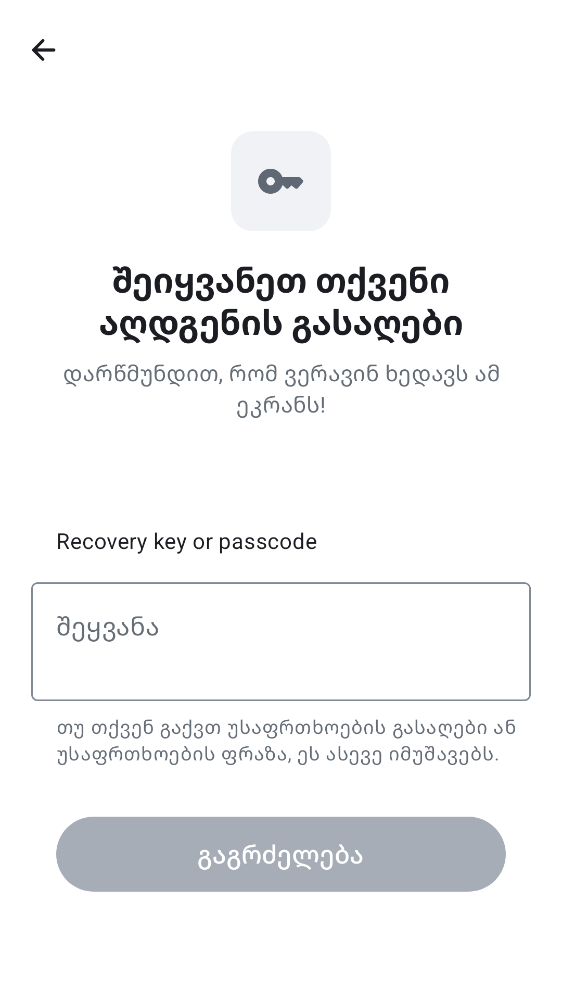 შეიყვანეთ თქვენი
აღდგენის გასაღები
დარწმუნდით, რომ ვერავინ ხედავს ამ
ეკრანს!
Recovery key or passcode
შეყვანა
თუ თქვენ გაქვთ უსაფრთხოების გასაღები ან
უსაფრთხოების ფრაზა, ეს ასევე იმუშავებს.
გაგრძელება